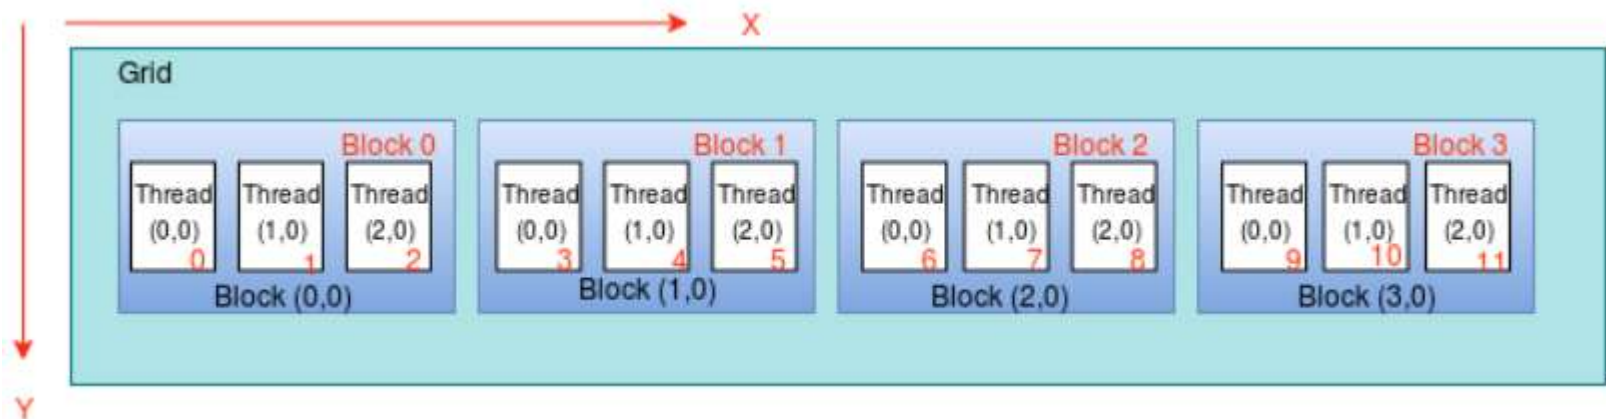 X
Grid
Block 0
Block 1
Block 2
Block 3
Thread
(0,0)
0
Thread
(1,0)
1
Thread
(2,0)
2
Block (0,0)
Thread
(0,0)
3
Thread
(1,0)
4
Thread
(2,0)
5
Block (1,0)
Thread
(0,0)
6
Thread
(1,0)
7
Thread
(2,0)
8
Block (2,0)
Thread
(0,0)
9
Thread
(1,0)
10
Thread
(2,0)
11
Block (3,0)
Y